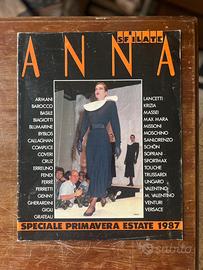 SFILATE
ANNA
ARMANI
BAROCCO
BASILE
BIAGIOTTI
BLUMARINE
BYBLOS
CALLAGHAN
COMPLICE
COVERI
CRUZ
ERREUNO
FENDI
FERRÉ
FERRETTI
GENNY
GHERARDINI
GIGLI
GRATEAU
LANCETTI
KRIZIA
MASSEI
MAX MARA
MISSONI
MOSCHINO
SANLORENZO
SCHÖN
SOPRANI
SPORTMAX
TOUCHE
TRUSSARDI
UNGARO
VALENTINO
M. VALENTINO
VENTURI
VERSACE
SPECIALE PRIMAVERA ESTATE 1987
subito